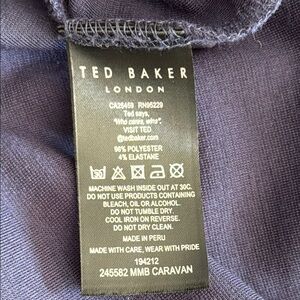 TED BAKER
LONDON
CA25459 RN95229
Ted says,
"Who cares, who".
VISIT TED
@tedbaker.com
96% POLYESTER
4% ELASTANE
MACHINE WASH INSIDE OUT AT 30C.
DO NOT USE PRODUCTS CONTAINING
BLEACH, OIL OR ALCOHOL.
DO NOT TUMBLE DRY.
COOL IRON ON REVERSE.
DO NOT DRY CLEAN.
MADE IN PERU
MADE WITH CARE, WEAR WITH PRIDE
194212
245582 MMB CARAVAN